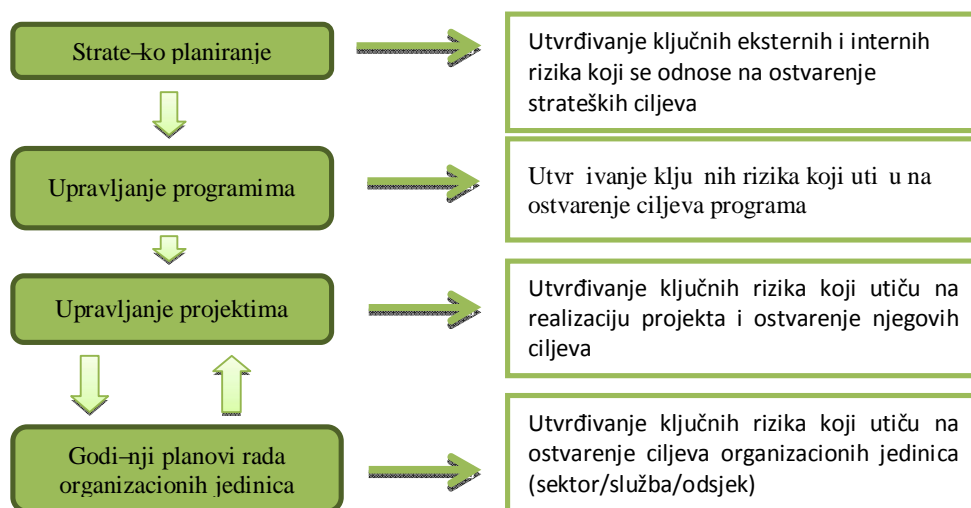 Strate–ko planiranje
Utvrđivanje ključnih eksternih i internih
rizika koji se odnose na ostvarenje
strateških ciljeva
Upravljanje programima
Utvr ivanje klju nih rizika koji uti u na
ostvarenje ciljeva programa
Upravljanje projektima
Utvrđivanje ključnih rizika koji utiču na
realizaciju projekta i ostvarenje njegovih
ciljeva
Godi–nji planovi rada
organizacionih jedinica
Utvrđivanje ključnih rizika koji utiču na
ostvarenje ciljeva organizacionih jedinica
(sektor/služba/odsjek)